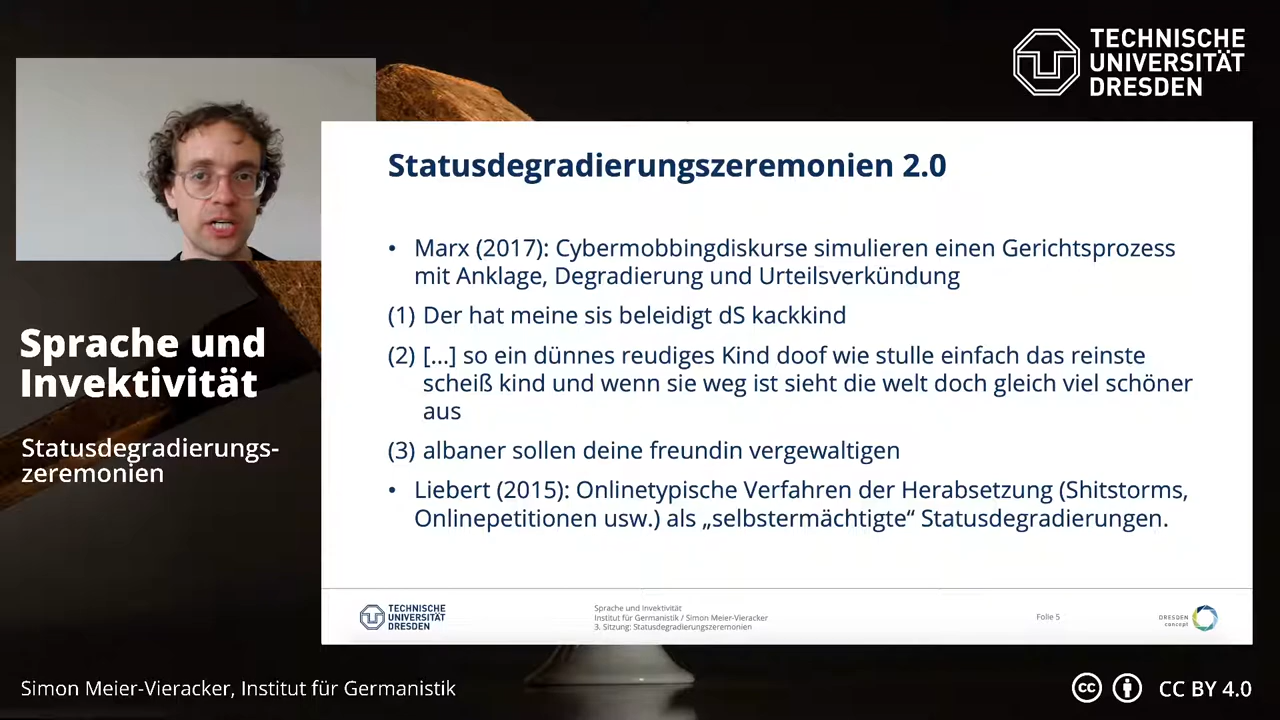 TECHNISCHE
UNIVERSITÄT
DRESDEN
Statusdegradierungszeremonien 2.0
• Marx (2017): Cybermobbingdiskurse simulieren einen Gerichtsprozess
mit Anklage, Degradierung und Urteilsverkündung
(1) Der hat meine sis beleidigt dS kackkind
(2) [...] so ein dünnes reudiges Kind doof wie stulle einfach das reinste
scheiß kind und wenn sie weg ist sieht die welt doch gleich viel schöner
aus
(3) albaner sollen deine freundin vergewaltigen
• Liebert (2015): Onlinetypische Verfahren der Herabsetzung (Shitstorms,
Onlinepetitionen usw.) als „selbstermächtigte“ Statusdegradierungen.
Sprache und
Invektivität
Statusdegradierungs-
zeremonien
TECHNISCHE
UNIVERSITÄT
DRESDEN
Sprache und Invektivität
Institut für Germanistik / Simon Meier-Vieracker
3. Sitzung: Statusdegradierungszeremonien
Folie 5
DRESDEN
concept
Simon Meier-Vieracker, Institut für Germanistik
cc CC BY 4.0